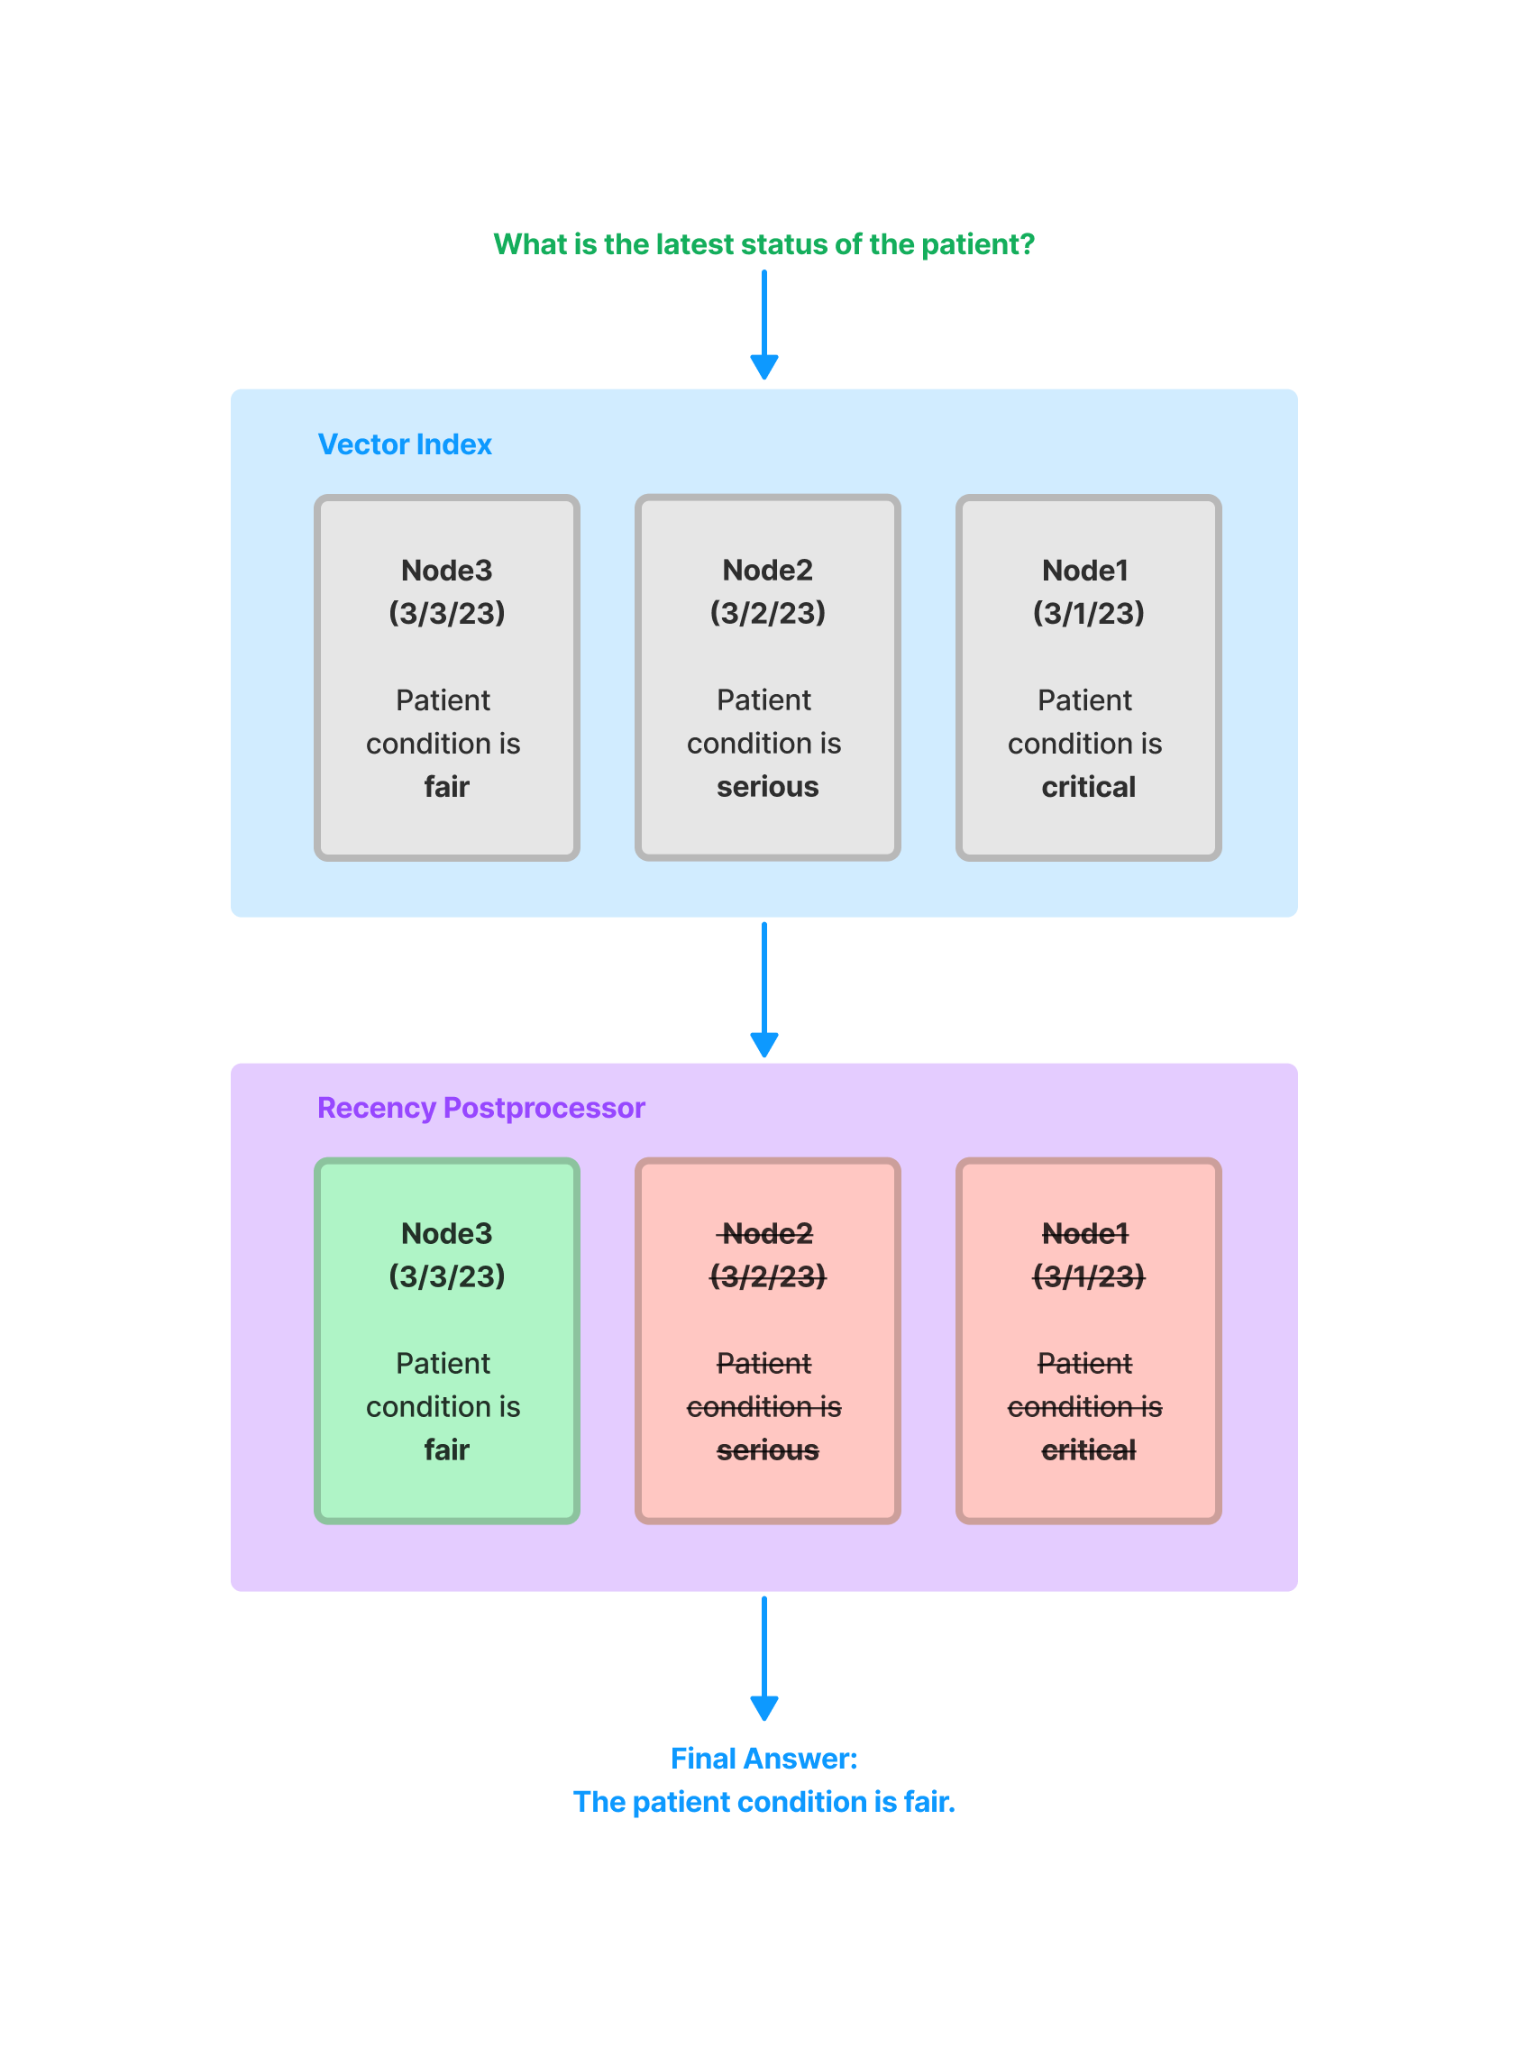 What is the latest status of the patient?
Vector Index
Node3
(3/3/23)
Patient
condition is
fair
Node2
(3/2/23)
Patient
condition is
serious
Node1
(3/1/23)
Patient
condition is
critical
Recency Postprocessor
Node3
(3/3/23)
Patient
condition is
fair
Node2
(3/2/23)
Patient
condition is
serious
Node1
(3/1/23)
Patient
condition is
critical
Final Answer:
The patient condition is fair.